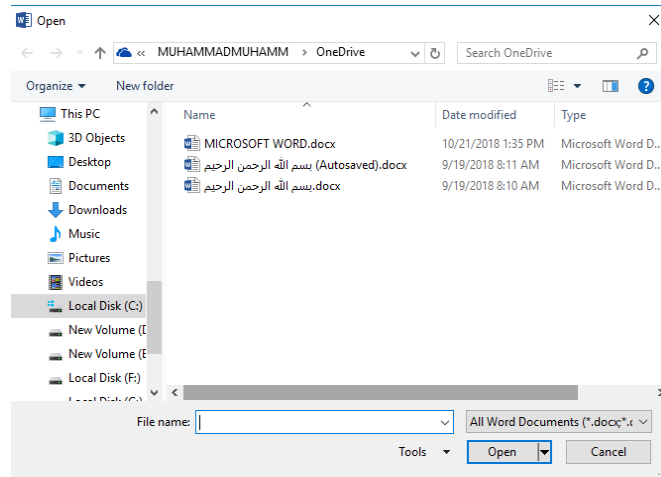 Open
« MUHAMMADMUHAMM > OneDrive Search OneDrive
Organize New folder
This PC
3D Objects
Desktop
Documents
Downloads
Music
Pictures
Videos
Local Disk (C:)
New Volume (D
New Volume (E
Local Disk (F:)
Name Date modified Type
MICROSOFT WORD.docx 10/21/2018 1:35 PM Microsoft Word D...
بسم الله الرحمن الرحيم (Autosaved).docx 9/19/2018 8:11 AM Microsoft Word D...
بسم الله الرحمن الرحيم.docx 9/19/2018 8:10 AM Microsoft Word D...
File name: All Word Documents (*.docx;*.c
Tools Open Cancel